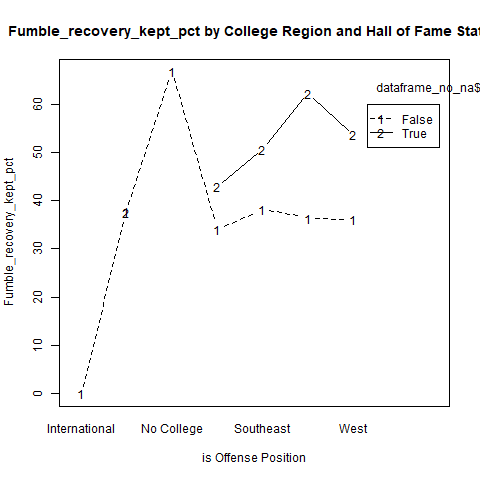 Fumble_recovery_kept_pct by College Region and Hall of Fame Stat
dataframe_no_na$
1 False
2 True
Fumble_recovery_kept_pct
60
50
40
30
20
10
0
1
2
1
2
1
2
1
2
1
2
1
1
International No College Southeast West
is Offense Position